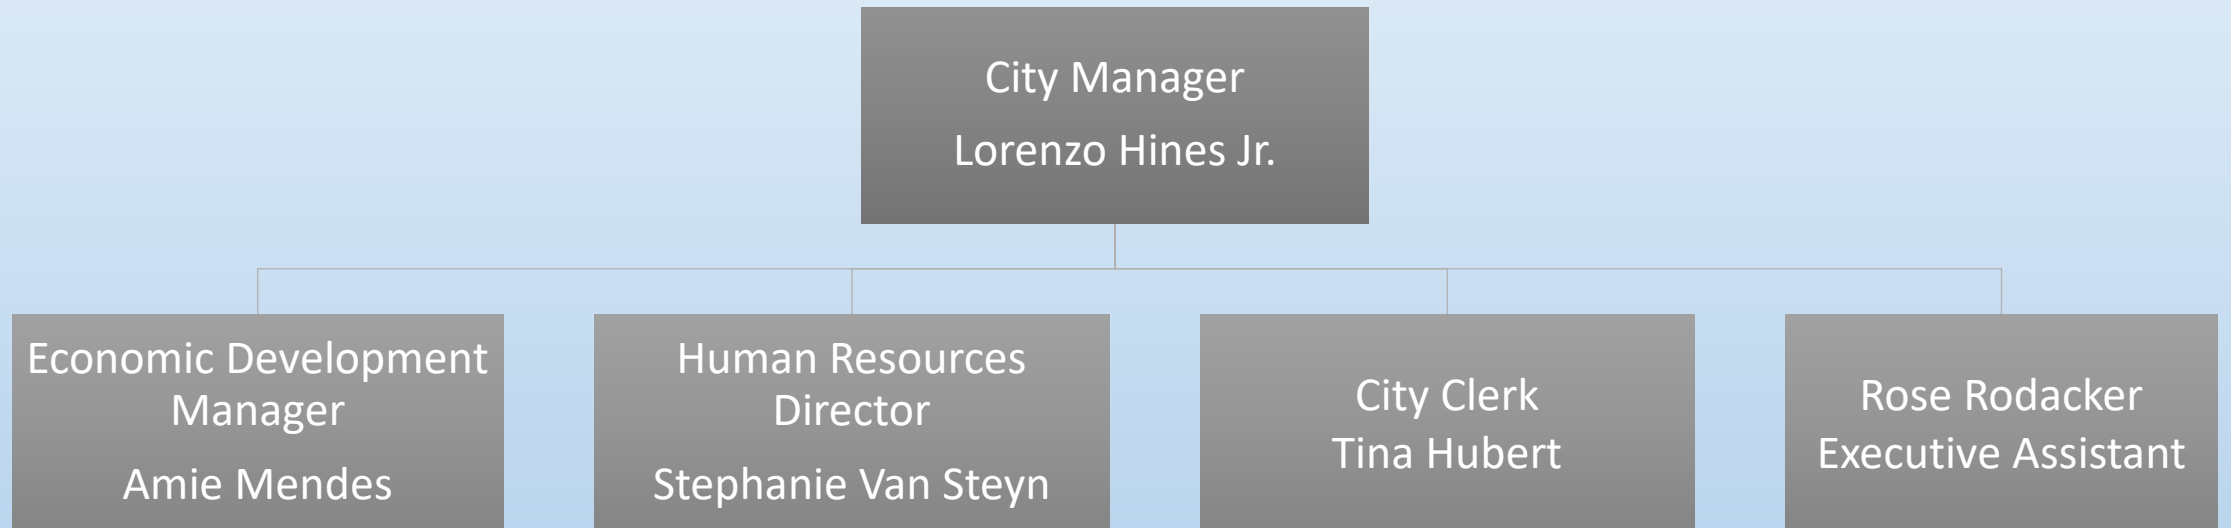 City Manager
Lorenzo Hines Jr.
Economic Development
Manager
Amie Mendes
Human Resources
Director
Stephanie Van Steyn
City Clerk
Tina Hubert
Rose Rodacker
Executive Assistant